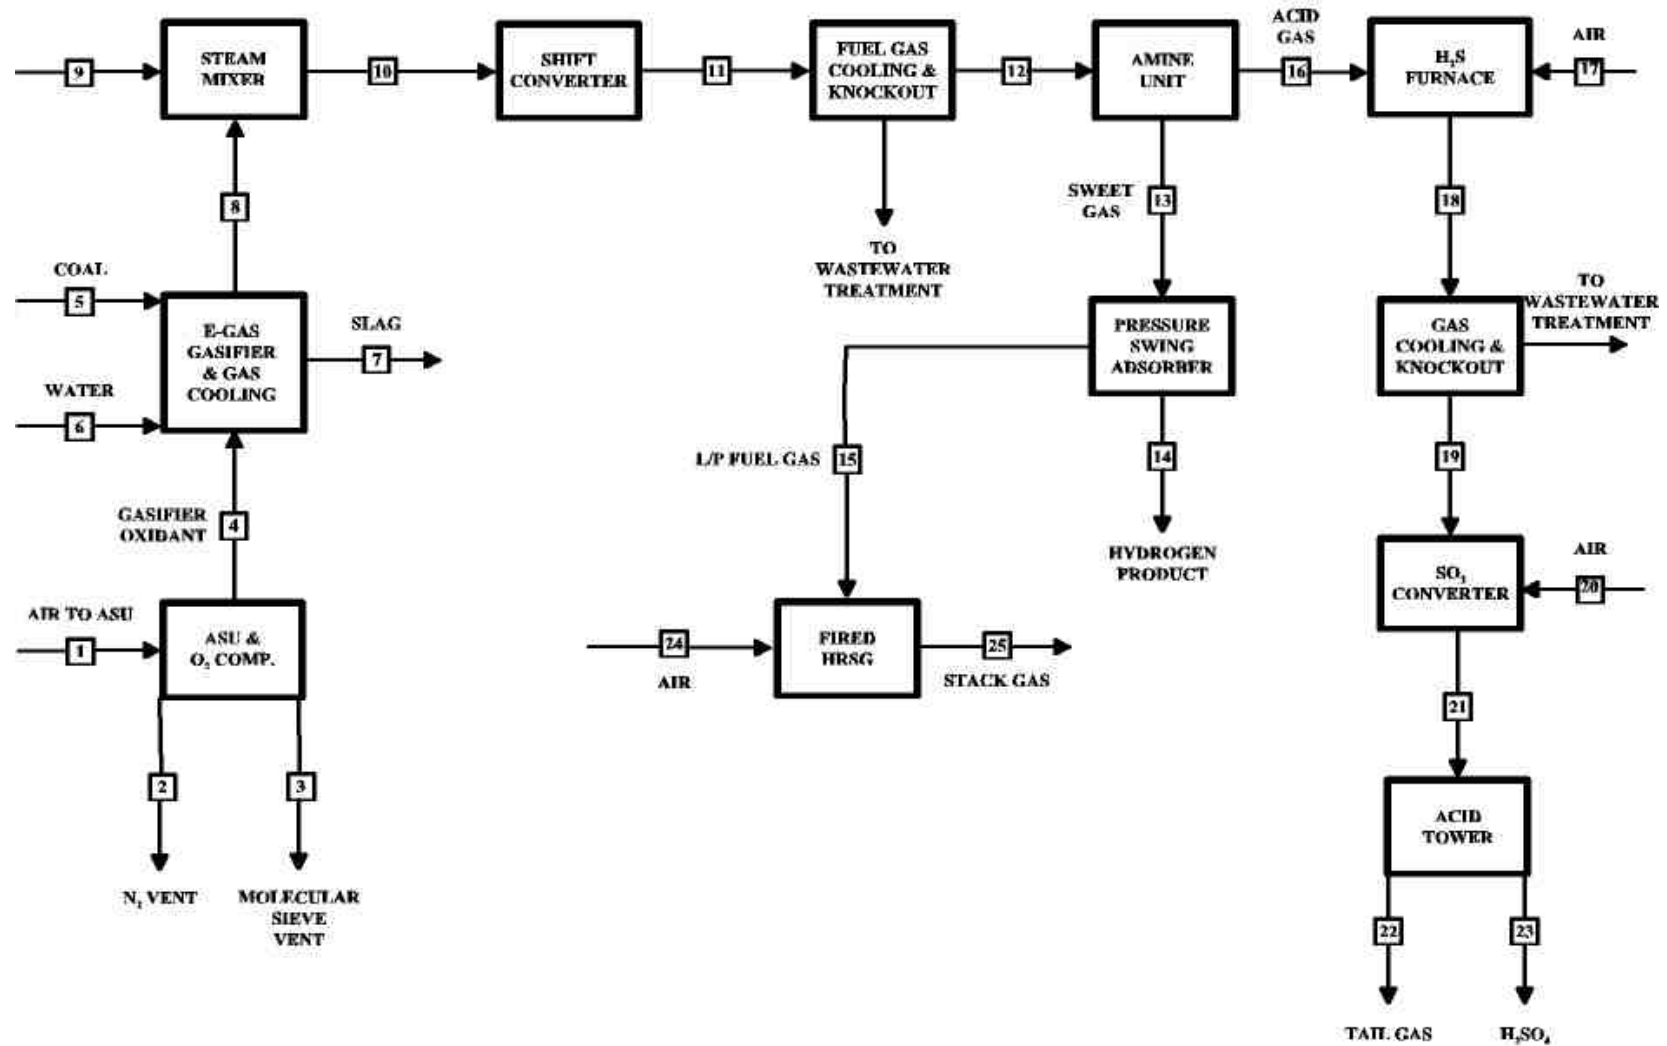 9
STEAM
MIXER
10
SHIFT
CONVERTER
11
FUEL GAS
COOLING &
KNOCKOUT
12
AMINE
UNIT
ACID
GAS
16
H₂S
FURNACE
AIR
17
8
TO
WASTEWATER
TREATMENT
SWEET
GAS
13
18
COAL
5
WATER
6
E-GAS
GASIFIER
& GAS
COOLING
SLAG
7
PRESSURE
SWING
ADSORBER
GAS
COOLING &
KNOCKOUT
TO
WASTEWATER
TREATMENT
L/P FUEL GAS
15
14
19
GASIFIER
OXIDANT
4
HYDROGEN
PRODUCT
SO₃
CONVERTER
AIR
20
AIR TO ASU
1
ASU &
O₂ COMP.
24
AIR
FIRED
HRSG
25
STACK GAS
21
2
3
N₂ VENT
MOLECULAR
SIEVE
VENT
ACID
TOWER
22
23
TAIL GAS
H₂SO₄